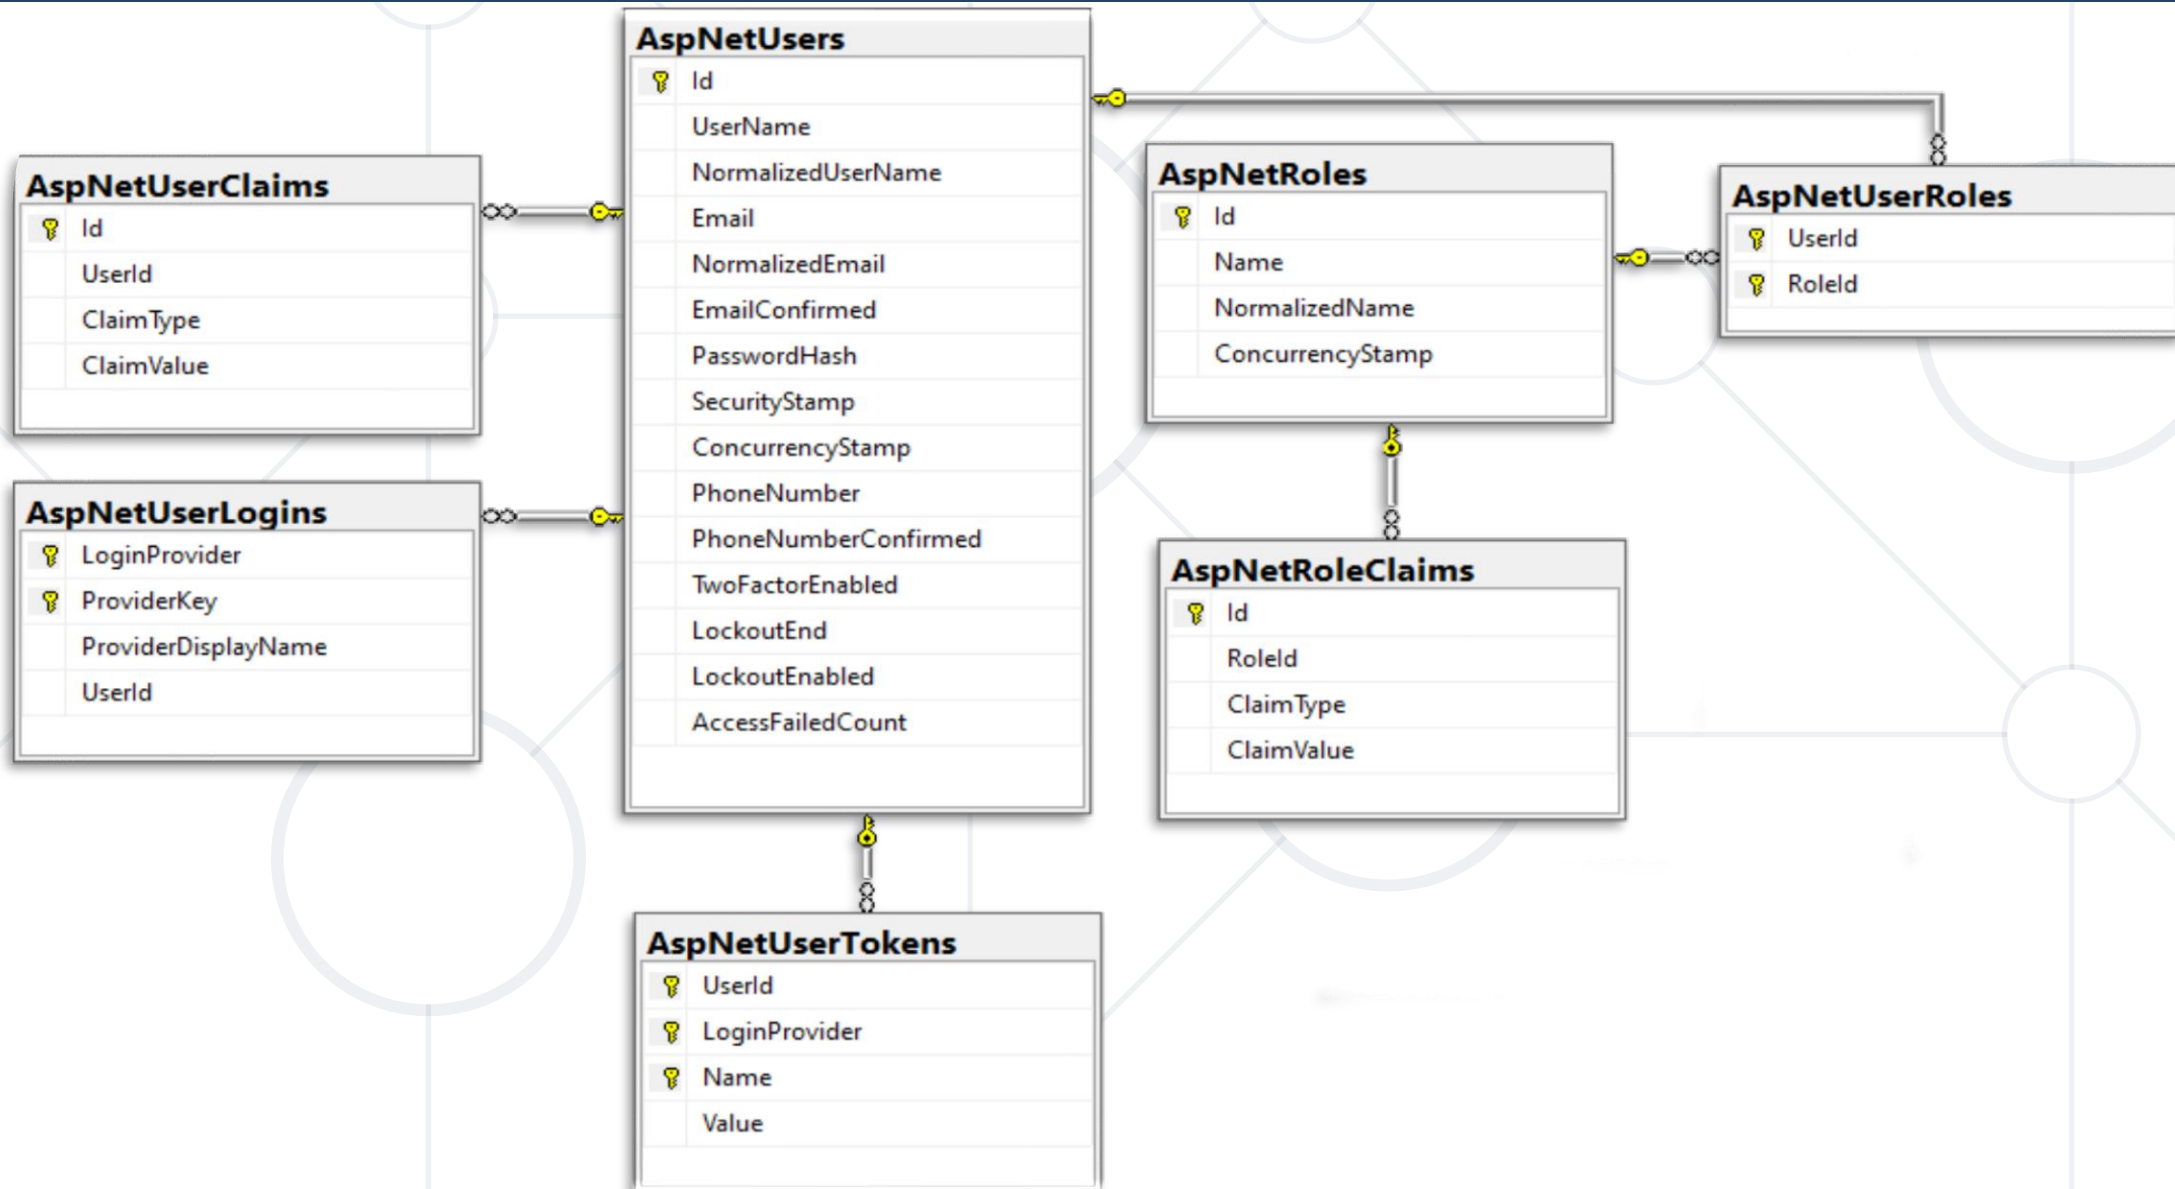 AspNetUsers
Id
UserName
NormalizedUserName
Email
NormalizedEmail
EmailConfirmed
PasswordHash
SecurityStamp
ConcurrencyStamp
PhoneNumber
PhoneNumberConfirmed
TwoFactorEnabled
LockoutEnd
LockoutEnabled
AccessFailedCount
AspNetUserClaims
Id
UserId
ClaimType
ClaimValue
AspNetUserLogins
LoginProvider
ProviderKey
ProviderDisplayName
UserId
AspNetRoles
Id
Name
NormalizedName
ConcurrencyStamp
AspNetUserRoles
UserId
RoleId
AspNetRoleClaims
Id
RoleId
ClaimType
ClaimValue
AspNetUserTokens
UserId
LoginProvider
Name
Value